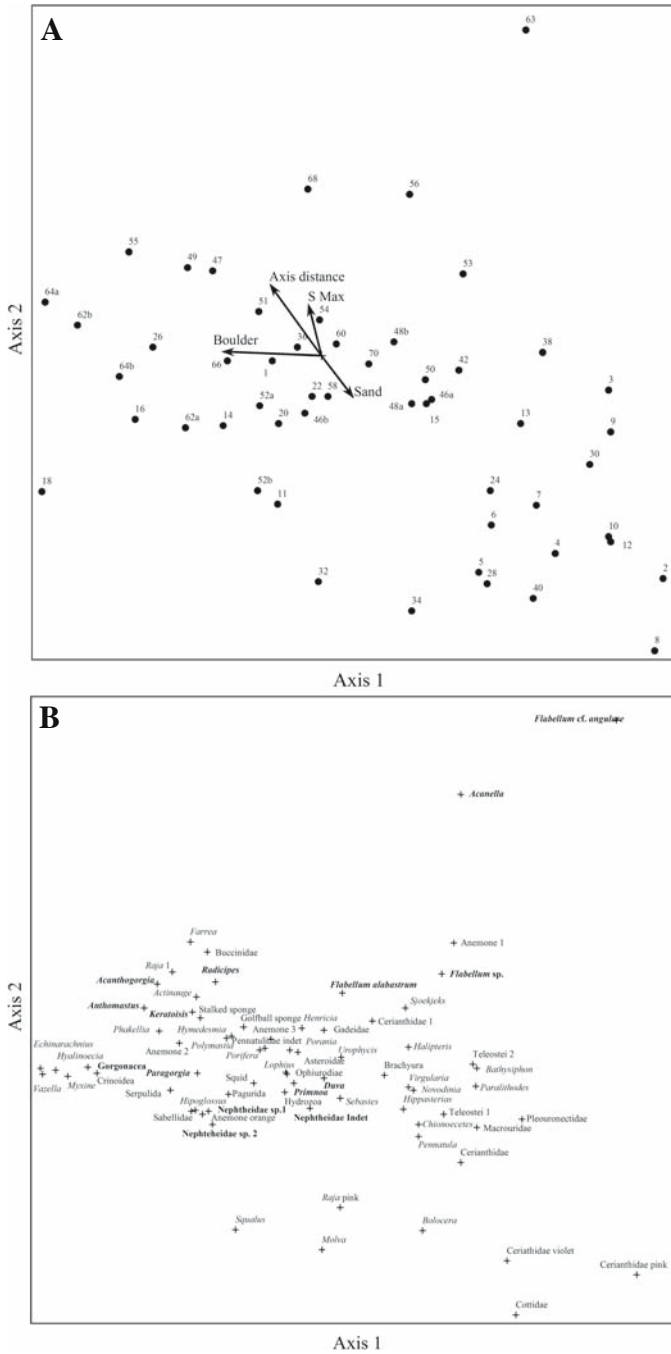 A
63
68
56
55
49
47
53
Axis distance
64a
S Max
51
54
62b
36
60
48b
26
Boulder
38
70
64b
66
1
50
42
3
22
58
Sand
46a
16
52a
48a
15
13
9
62a
14
20
46b
30
18
52b
24
11
7
6
10
4
12
32
5
28
2
34
40
8
Axis 2
Axis 1
B
Flabellum cf. angulare
Acanella
Farrea
Buccinidae
Anemone 1
Raja 1
Radicipes
Flabellum sp.
Acanthogorgia
Actinauge
Flabellum alabastrum
Anthomastus
Keratoisis
Stalked sponge
Sjoekjeks
Golfball sponge
Henricia
Cerianthidae 1
Phakellia
Hymedesmia
Anemone 3
Gadeidae
Pennatuline indet
Echinarachnius
Anemone 2
Polymastia
Porifera
Porania
Urophycis
Halipteris
Hyalinoecia
Asteroidae
Teleostei 2
Gorgonacea
Paragorgia
Lophius
Ophiurodiae
Brachyura
Bathysiphon
Crinoidea
Squid
Duva
Virgularia
Paralithodes
Vazella
Myxine
Serpulida
Pagurida
Primnoa
Novodinia
Hipoglossus
Hydropoa
Sebastes
Hippasterias
Nephtheidae sp.1
Nephtheidae Indet
Teleostei 1
Pleouronectidae
Sabellidae
Anemone orange
Chionoecetes
Macrouridae
Nephteheidae sp. 2
Pennatula
Cerianthidae
Raja pink
Squalus
Bolocera
Molva
Ceriathidae violet
Cerianthidae pink
Cottidae
Axis 2
Axis 1